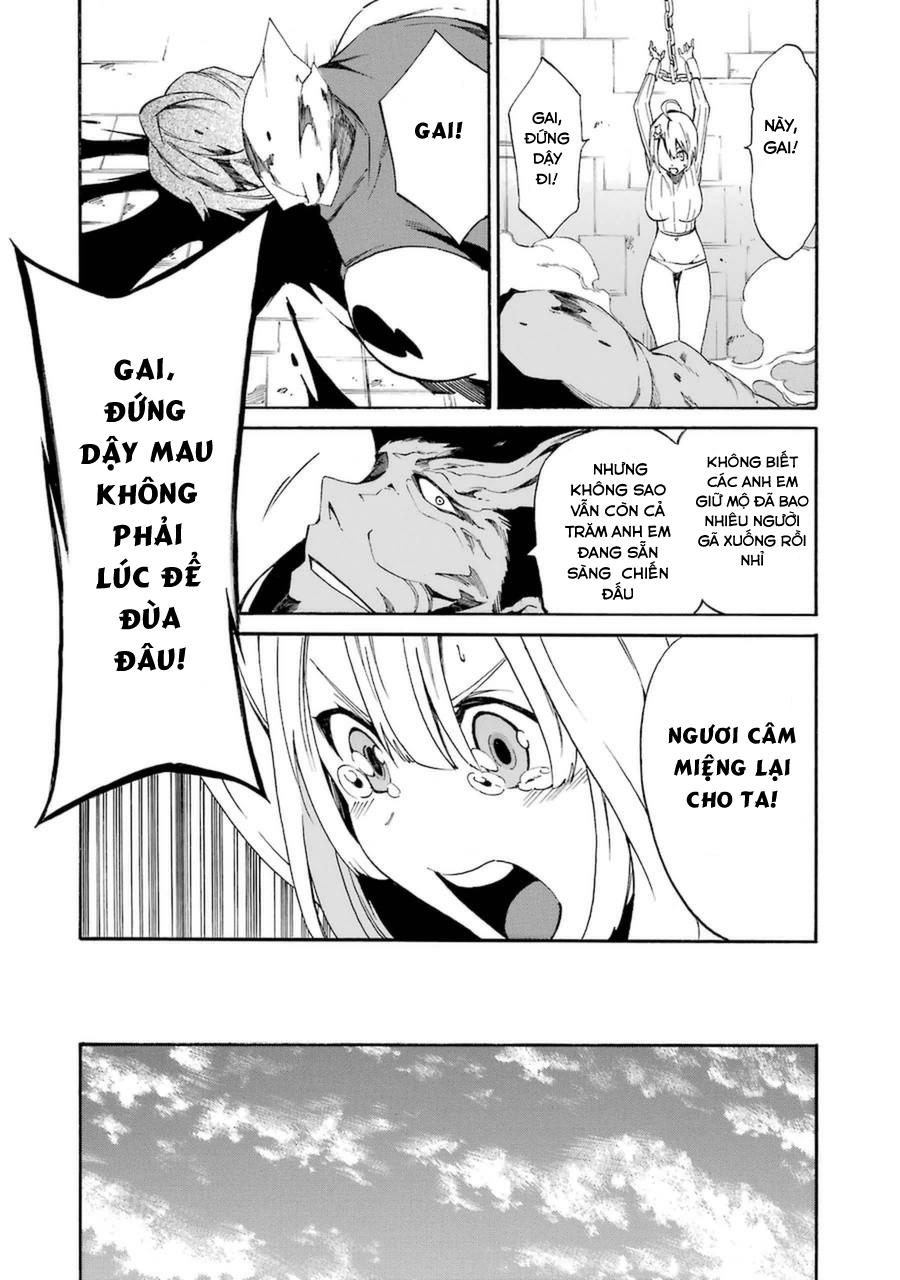 NÀY,
GAI!
GAI,
ĐỨNG
DẬY
ĐI!
GAI!
KHÔNG BIẾT
CÁC ANH EM
GIỮ MỘ ĐÃ BAO
NHIÊU NGƯỜI
GÃ XUỐNG RỒI
NHỈ
NHƯNG
KHÔNG SAO
VẪN CÒN CẢ
TRĂM ANH EM
ĐANG SẴN
SÀNG CHIẾN
ĐẤU
NGƯƠI CÂM
MIỆNG LẠI
CHO TA!
GAI,
ĐỨNG
DẬY MAU
KHÔNG
PHẢI
LÚC ĐỂ
ĐÙA
ĐÂU!